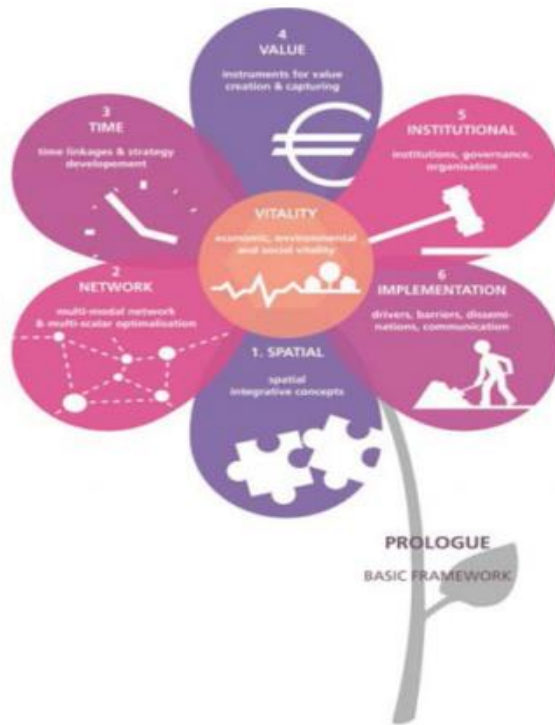 4
VALUE
instruments for value
creation & capturing
3
TIME
time linkages & strategy
developement
5
INSTITUTIONAL
institutions, governance,
organisation
VITALITY
economic, environmental
and social vitality
2
NETWORK
multi-modal network
& multi-scalar optimalisation
6
IMPLEMENTATION
drivers, barriers, dissemi-
nations, communication
1. SPATIAL
spatial
integrative concepts
PROLOGUE
BASIC FRAMEWORK